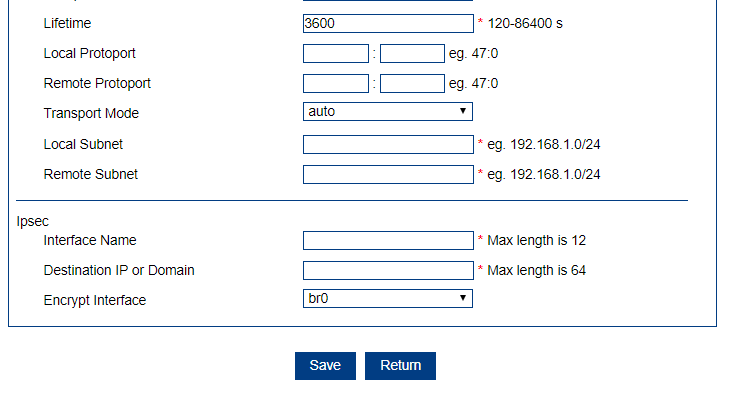 Lifetime 3600 * 120-86400 s
Local Protoport : eg. 47:0
Remote Protoport : eg. 47:0
Transport Mode auto
Local Subnet * eg. 192.168.1.0/24
Remote Subnet * eg. 192.168.1.0/24
Ipsec
Interface Name * Max length is 12
Destination IP or Domain * Max length is 64
Encrypt Interface br0
Save Return